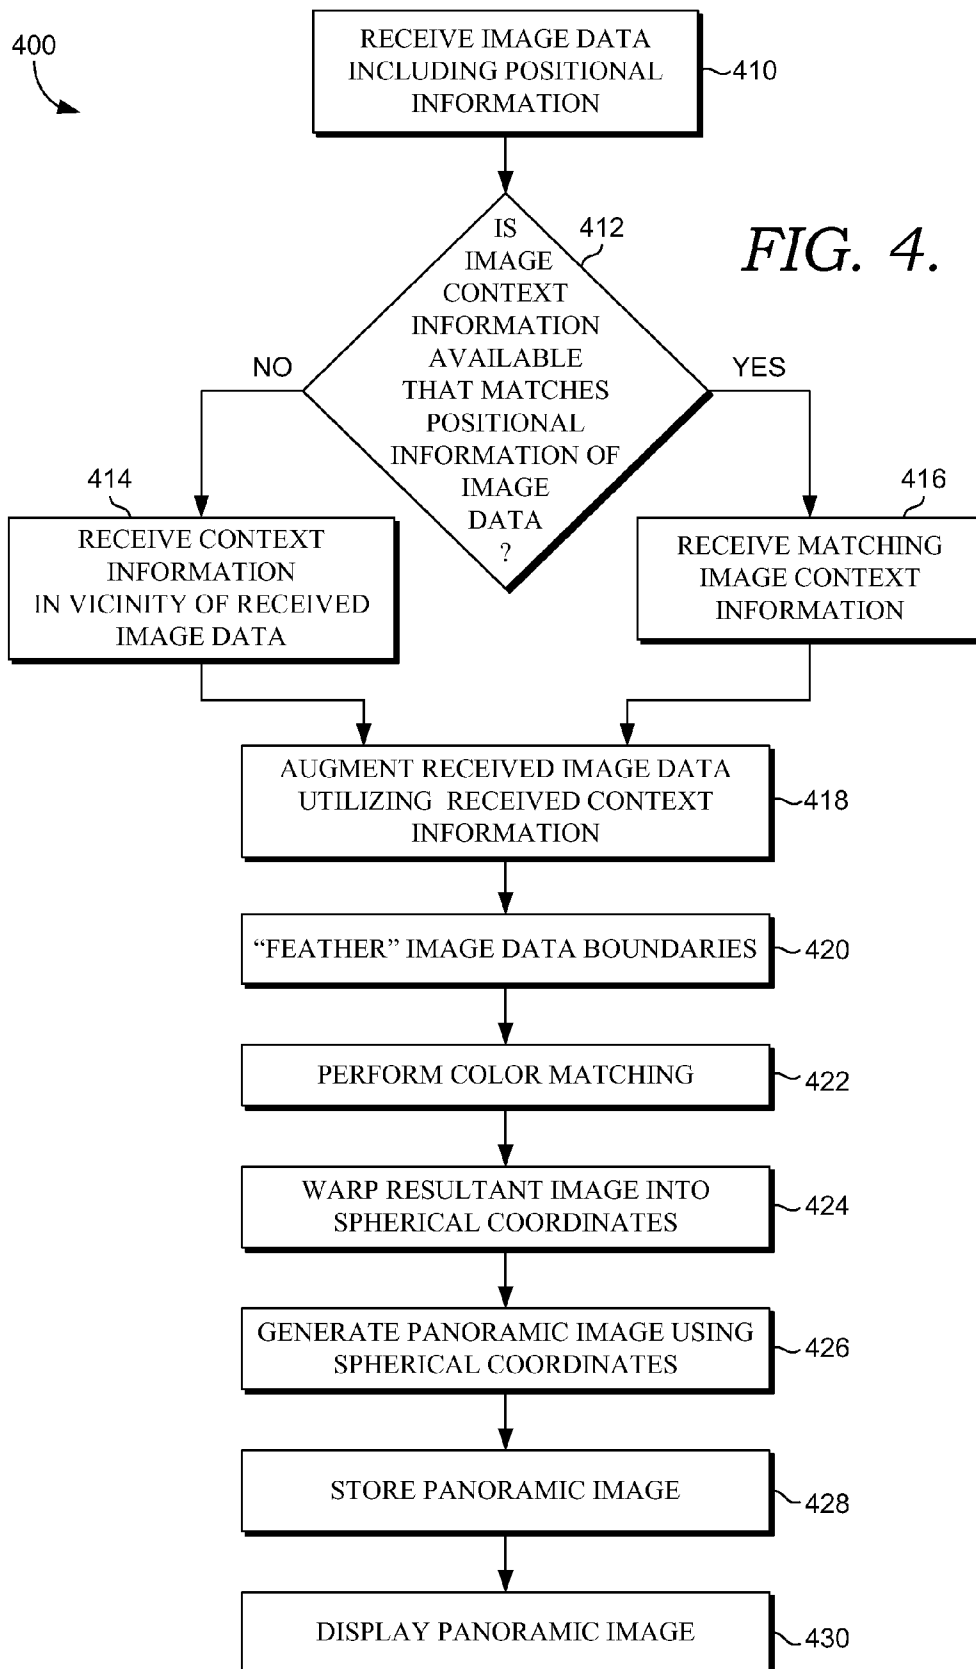 400
RECEIVE IMAGE DATA
INCLUDING POSITIONAL
INFORMATION
410
FIG. 4.
412
IS
IMAGE
CONTEXT
INFORMATION
AVAILABLE
THAT MATCHES
POSITIONAL
INFORMATION OF
IMAGE
DATA
?
NO
YES
414
RECEIVE CONTEXT
INFORMATION
IN VICINITY OF RECEIVED
IMAGE DATA
416
RECEIVE MATCHING
IMAGE CONTEXT
INFORMATION
AUGMENT RECEIVED IMAGE DATA
UTILIZING RECEIVED CONTEXT
INFORMATION
418
“FEATHER” IMAGE DATA BOUNDARIES
420
PERFORM COLOR MATCHING
422
WARP RESULTANT IMAGE INTO
SPHERICAL COORDINATES
424
GENERATE PANORAMIC IMAGE USING
SPHERICAL COORDINATES
426
STORE PANORAMIC IMAGE
428
DISPLAY PANORAMIC IMAGE
430